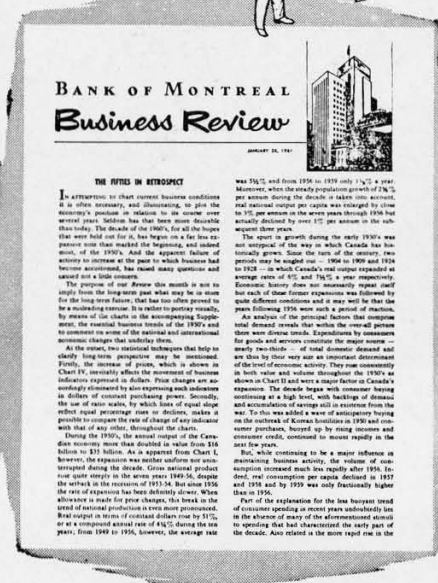 BANK OF MONTREAL
Business Review
JANUARY 26, 1961
THE FIFTIES IN RETROSPECT
IN ATTEMPTING to chart current business conditions
it is often necessary, and illuminating, to plot the
economy's position in relation to its course over
several years. Seldom has that been more desirable
than today. The decade of the 1960's, for all the hopes
that were held out for it, has begun on a far less ex-
pansive note than marked the beginning, and indeed
most, of the 1950's. And the apparent failure of
activity to increase at the pace to which business had
become accustomed, has raised many questions and
caused not a little concern.
The purpose of our Review this month is not to
imply from the long-term past what may be in store
for the long-term future; that has too often proved to
be a misleading exercise. It is rather to portray visually,
by means of the charts in the accompanying Supple-
ment, the essential business trends of the 1950's and
to comment on some of the national and international
economic changes that underlay them.
At the outset, two statistical techniques that help to
clarify long-term perspective may be mentioned.
Firstly, the increase of prices, which is shown in
Chart IV, inevitably affects the movement of business
indicators expressed in dollars. Price changes are ac-
cordingly eliminated by also expressing such indicators
in dollars of constant purchasing power. Secondly,
the use of ratio scales, by which lines of equal slope
reflect equal percentage rises or declines, makes it
possible to compare the rate of change of any indicator
with that of any other, throughout the charts.
During the 1950's, the annual output of the Cana-
dian economy more than doubled in value from $16
billion to $35 billion. As is apparent from Chart I,
however, the expansion was neither uniform nor unin-
terrupted during the decade. Gross national product
rose quite steeply in the seven years 1949-56, despite
the setback in the recession of 1953-54. But since 1956
the rate of expansion has been definitely slower. When
allowance is made for price changes, this break in the
trend of national production is even more pronounced.
Real output in terms of constant dollars rose by 51%,
or at a compound annual rate of 4¼% during the ten
years; from 1949 to 1956, however, the average rate
was 5½% and from 1956 to 1959 only 1¼% a year.
Moreover, when the steady population growth of 2¾%
per annum during the decade is taken into account,
real national output per capita was enlarged by close
to 3% per annum in the seven years through 1956 but
actually declined by over 1% per annum in the sub-
sequent three years.
The spurt in growth during the early 1950's was
not untypical of the way in which Canada has his-
torically grown. Since the turn of the century, two
periods may be singled out — 1904 to 1909 and 1924
to 1928 — in which Canada's real output expanded at
average rates of 6% and 7½% a year respectively.
Economic history does not necessarily repeat itself
but each of these former expansions was followed by
quite different conditions and it may well be that the
years following 1956 were such a period of reaction.
An analysis of the principal factors that comprise
total demand reveals that within the over-all picture
there were diverse trends. Expenditures by consumers
for goods and services constitute the major sector —
nearly two-thirds — of total domestic demand and
are thus by their very size an important determinant
of the level of economic activity. They rose consistently
in both value and volume throughout the 1950's as
shown in Chart II and were a major factor in Canada's
expansion. The decade began with consumer buying
continuing at a high level, with backlogs of demand
and accumulation of savings still in existence from the
war. To this was added a wave of anticipatory buying
on the outbreak of Korean hostilities in 1950 and con-
sumer purchases, buoyed up by rising incomes and
consumer credit, continued to mount rapidly in the
next few years.
But, while continuing to be a major influence in
maintaining business activity, the volume of con-
sumption increased much less rapidly after 1956. In-
deed, real consumption per capita declined in 1957
and 1958 and by 1959 was only fractionally higher
than in 1956.
Part of the explanation for the less buoyant trend
of consumer spending in recent years undoubtedly lies
in the absence of many of the aforementioned stimuli
to spending that had characterized the early part of
the decade. Also related is the more rapid rise in the